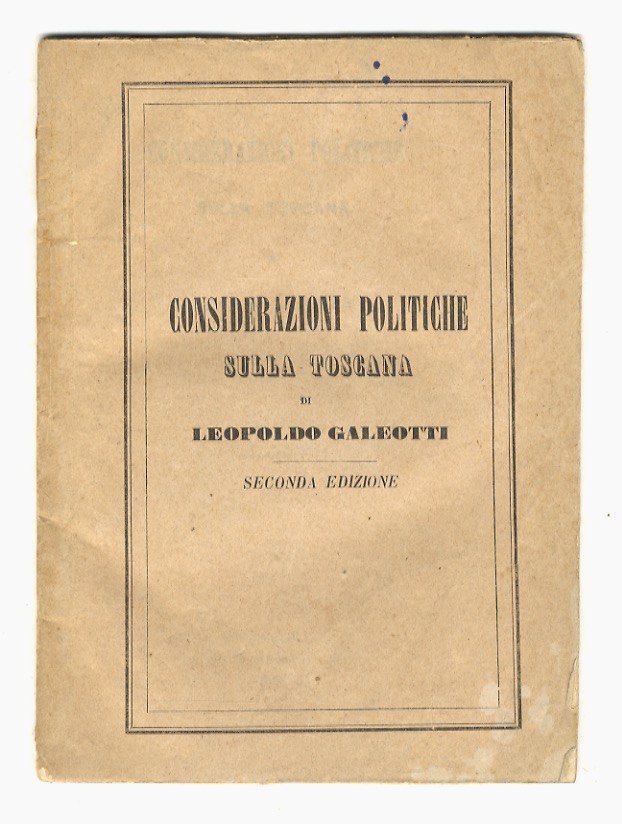 CONSIDERAZIONI POLITICHE
SULLA TOSCANA
DI
LEOPOLDO GALEOTTI
SECONDA EDIZIONE